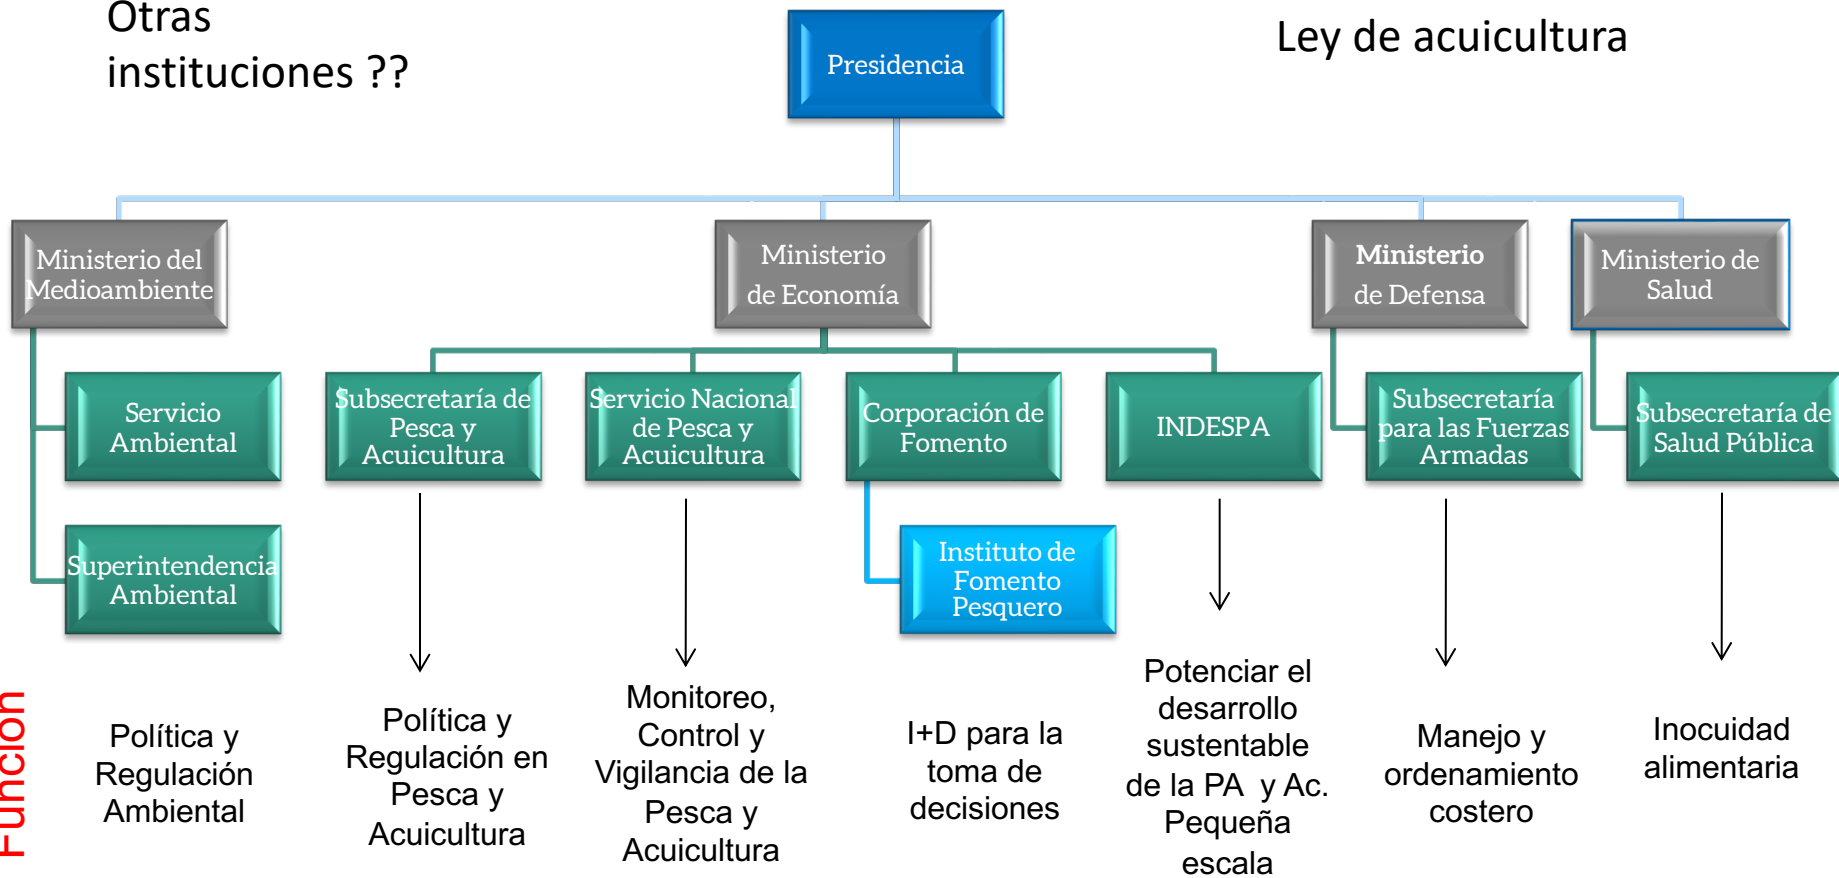 Otras
instituciones ??
Ley de acuicultura
Presidencia
Ministerio del
Medioambiente
Ministerio
de Economía
Ministerio
de Defensa
Ministerio de
Salud
Servicio
Ambiental
Subsecretaría de
Pesca y
Acuicultura
Servicio Nacional
de Pesca y
Acuicultura
Corporación de
Fomento
INDESPA
Subsecretaría
para las Fuerzas
Armadas
Subsecretaría de
Salud Pública
Superintendencia
Ambiental
Instituto de
Fomento
Pesquero
Función
Política y
Regulación
Ambiental
Política y
Regulación en
Pesca y
Acuicultura
Monitoreo,
Control y
Vigilancia de la
Pesca y
Acuicultura
I+D para la
toma de
decisiones
Potenciar el
desarrollo
sustentable
de la PA y Ac.
Pequeña
escala
Manejo y
ordenamiento
costero
Inocuidad
alimentaria